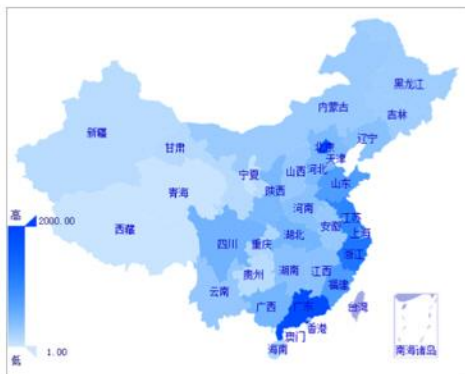 黑龙江
内蒙古
吉林
新疆
辽宁
甘肃
北京
天津
宁夏
山西
河北
青海
陕西
山东
河南
高
2000.00
西藏
江苏
安徽
上海
四川
重庆
湖北
浙江
贵州
湖南
江西
云南
福建
广西
广东
台湾
香港
澳门
1.00
低
海南
南海诸岛